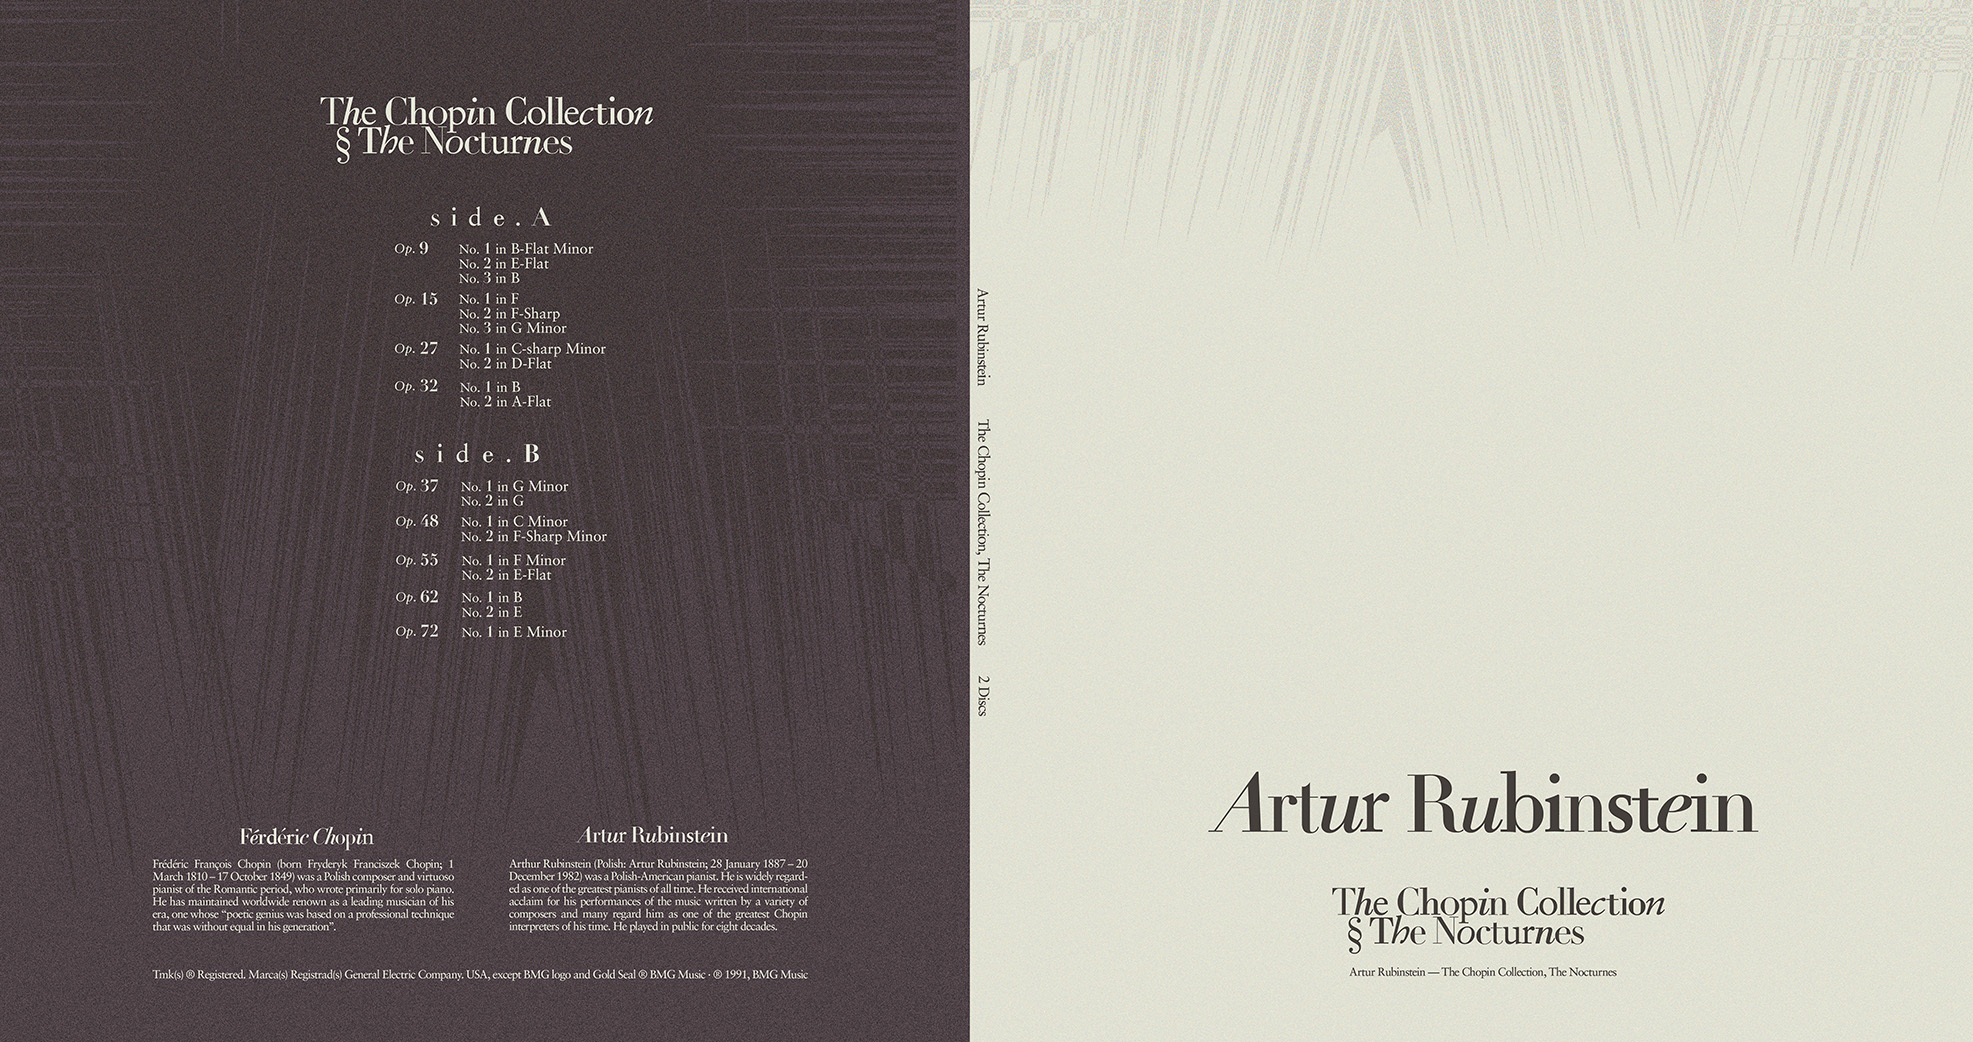 The Chopin Collection
§ The Nocturnes
side.A
Op. 9 No. 1 in B-Flat Minor
No. 2 in E-Flat
No. 3 in B
Op. 15 No. 1 in F
No. 2 in F-Sharp
No. 3 in G Minor
Op. 27 No. 1 in C-sharp Minor
No. 2 in D-Flat
Op. 32 No. 1 in B
No. 2 in A-Flat
side.B
Op. 37 No. 1 in G Minor
No. 2 in G
Op. 48 No. 1 in C Minor
No. 2 in F-Sharp Minor
Op. 55 No. 1 in F Minor
No. 2 in E-Flat
Op. 62 No. 1 in B
No. 2 in E
Op. 72 No. 1 in E Minor
Férdéric Chopin
Frédéric François Chopin (born Fryderyk Franciszek Chopin; 1
March 1810 – 17 October 1849) was a Polish composer and virtuoso
pianist of the Romantic period, who wrote primarily for solo piano.
He has maintained worldwide renown as a leading musician of his
era, one whose “poetic genius was based on a professional technique
that was without equal in his generation”.
Artur Rubinstein
Arthur Rubinstein (Polish: Artur Rubinstein; 28 January 1887 – 20
December 1982) was a Polish-American pianist. He is widely regard-
ed as one of the greatest pianists of all time. He received international
acclaim for his performances of the music written by a variety of
composers and many regard him as one of the greatest Chopin
interpreters of his time. He played in public for eight decades.
Tmk(s) ® Registered. Marca(s) Registrad(s) General Electric Company. USA, except BMG logo and Gold Seal ® BMG Music · ® 1991, BMG Music
Artur Rubinstein The Chopin Collection, The Nocturnes 2 Discs
Artur Rubinstein
The Chopin Collection
§ The Nocturnes
Artur Rubinstein — The Chopin Collection, The Nocturnes